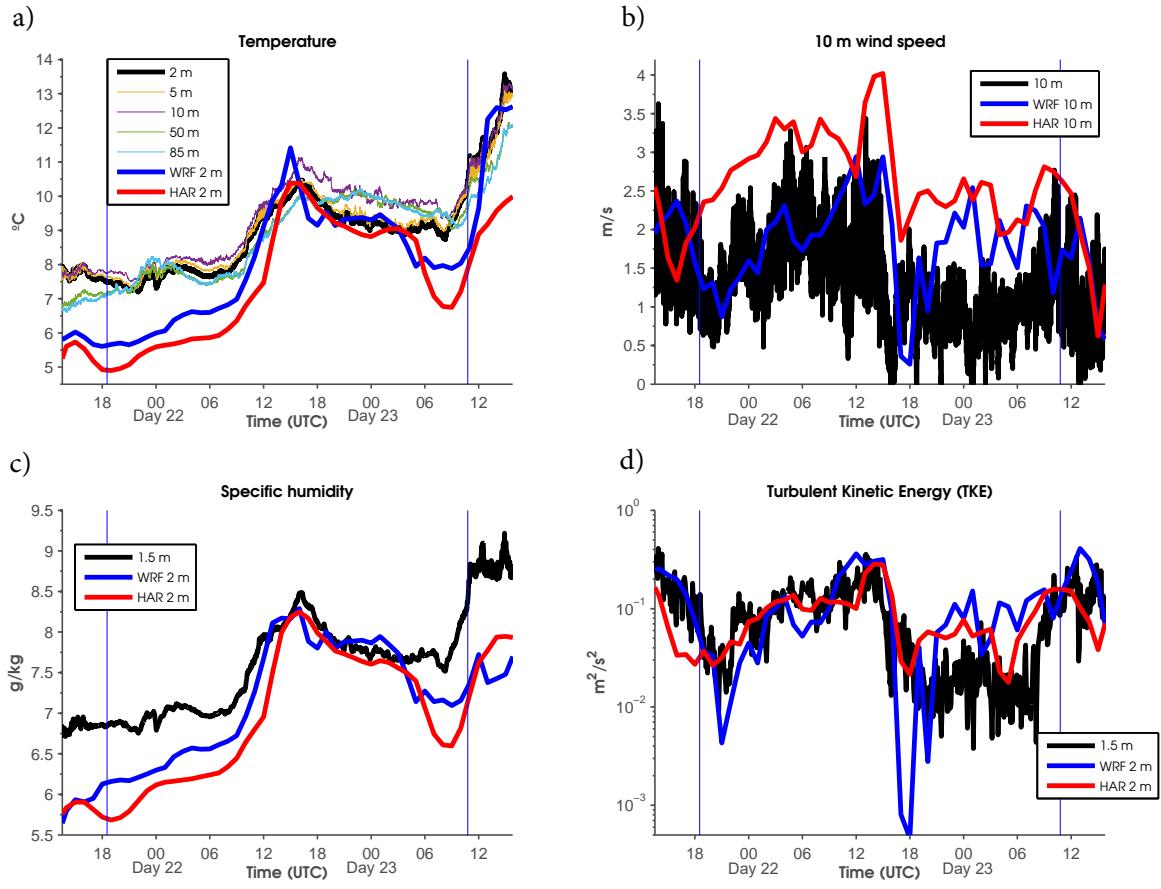 a)
Temperature
14
13
12
11
10
9
8
7
6
5
ºC
2 m
5 m
10 m
50 m
85 m
WRF 2 m
HAR 2 m
18 00 06 12 18 00 06 12
Day 22 Day 23
Time (UTC)
b)
10 m wind speed
4
3.5
3
2.5
2
1.5
1
0.5
0
m/s
10 m
WRF 10 m
HAR 10 m
18 00 06 12 18 00 06 12
Day 22 Day 23
Time (UTC)
c)
Specific humidity
9.5
9
8.5
8
7.5
7
6.5
6
5.5
g/kg
1.5 m
WRF 2 m
HAR 2 m
18 00 06 12 18 00 06 12
Day 22 Day 23
Time (UTC)
d)
Turbulent Kinetic Energy (TKE)
10⁰
10⁻¹
10⁻²
10⁻³
m²/s²
1.5 m
WRF 2 m
HAR 2 m
18 00 06 12 18 00 06 12
Day 22 Day 23
Time (UTC)